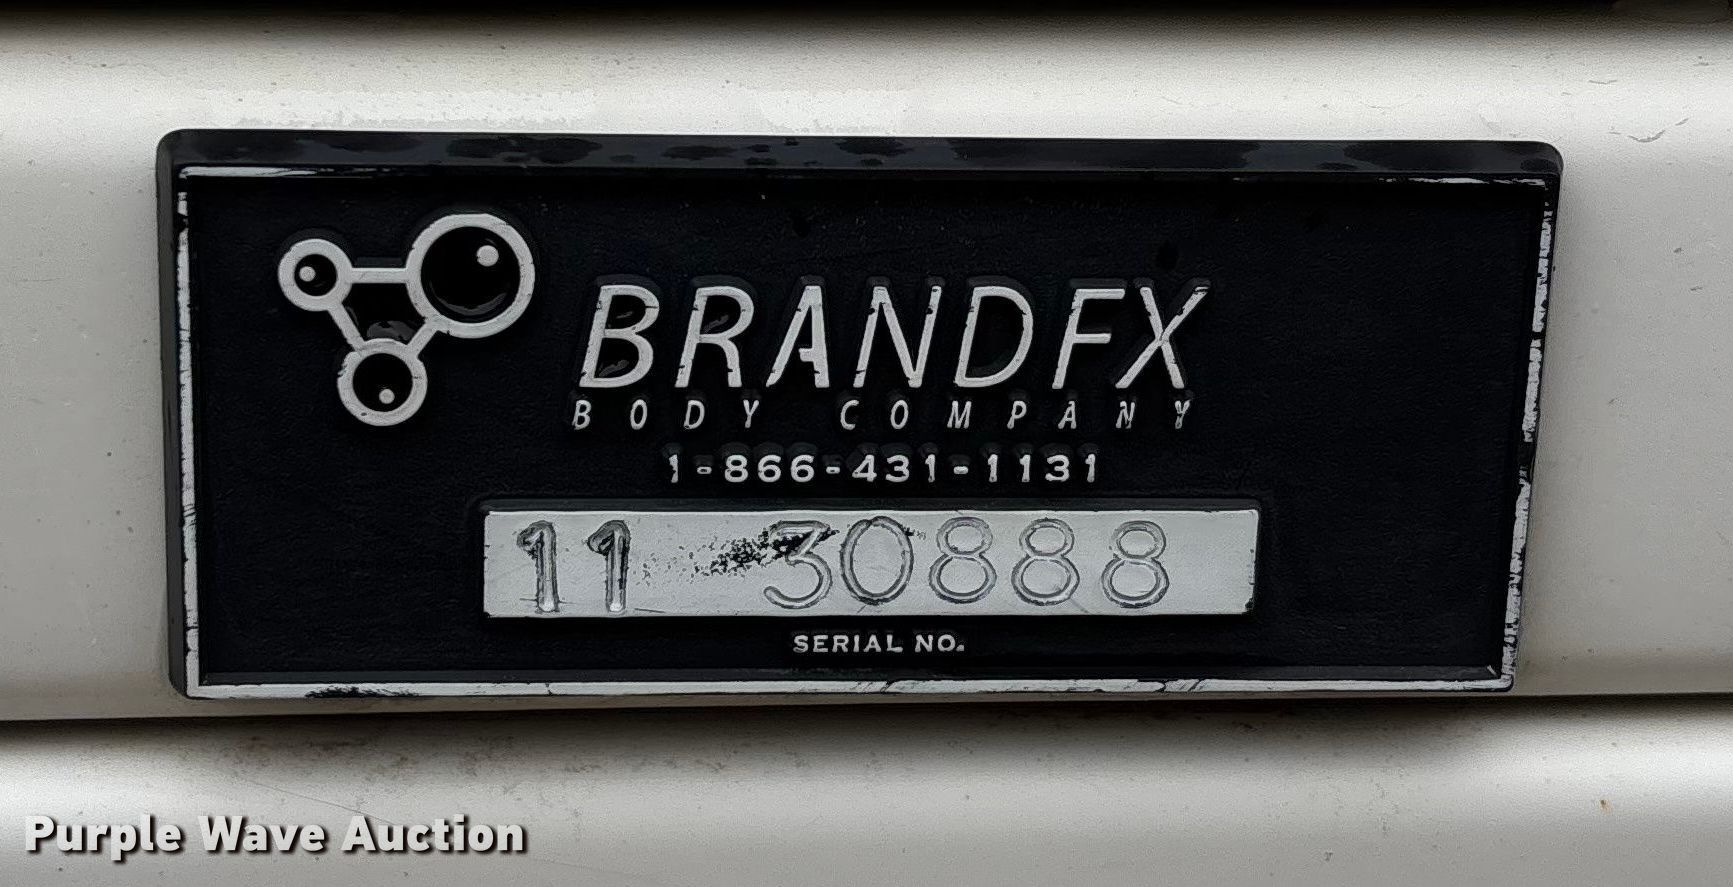 BRANDFX
BODY COMPANY
1-866-431-1131
11 30888
SERIAL NO.
Purple Wave Auction